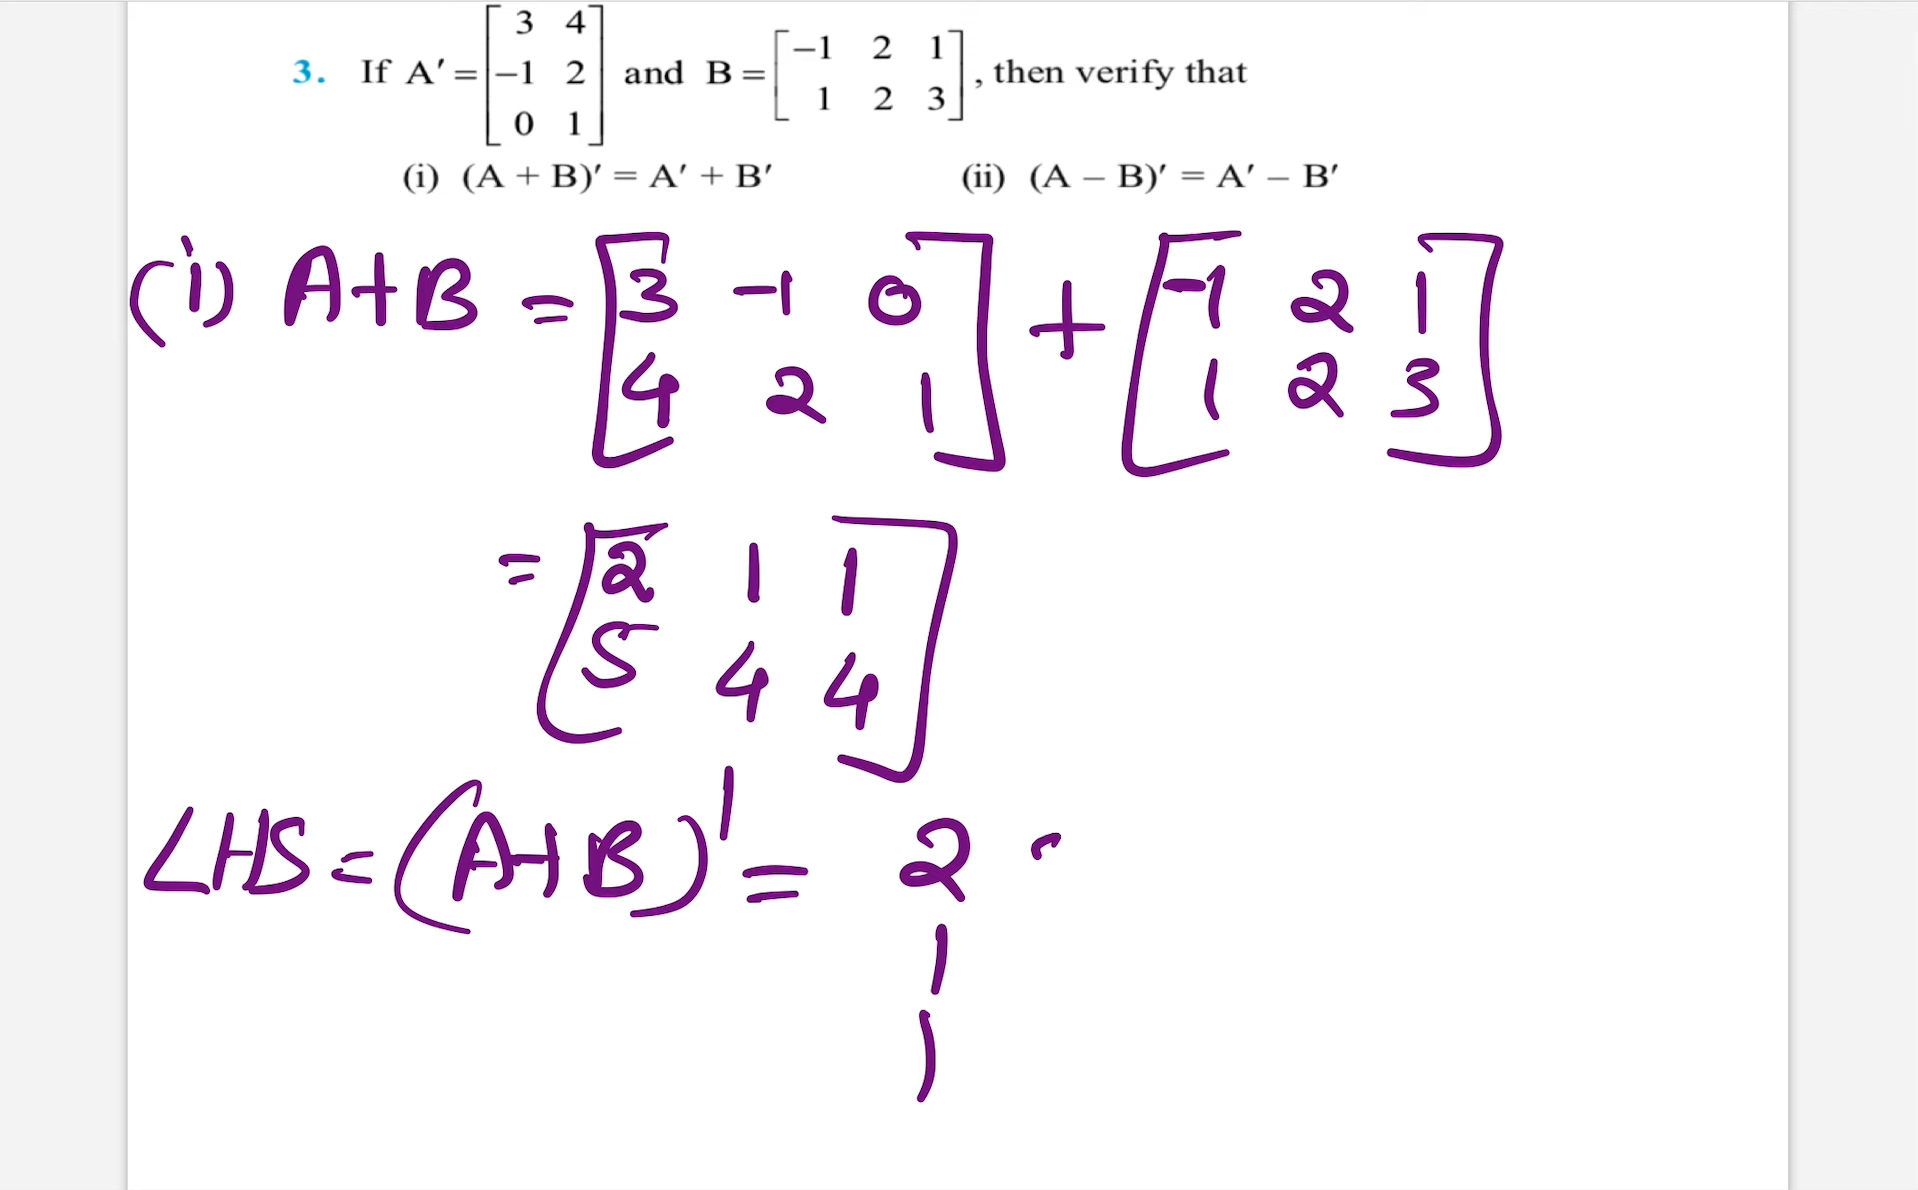 3. If A′ = [3 4 −1 2 0 1] and B = [−1 2 1 1 2 3], then verify that
(i) (A + B)′ = A′ + B′ (ii) (A − B)′ = A′ − B′
(i) A+B = [3 -1 0 + [-1 2 1
4 2 1] 1 2 3]
= [2 1 1
5 4 4]
LHS = (A+B)' = 2
1
1